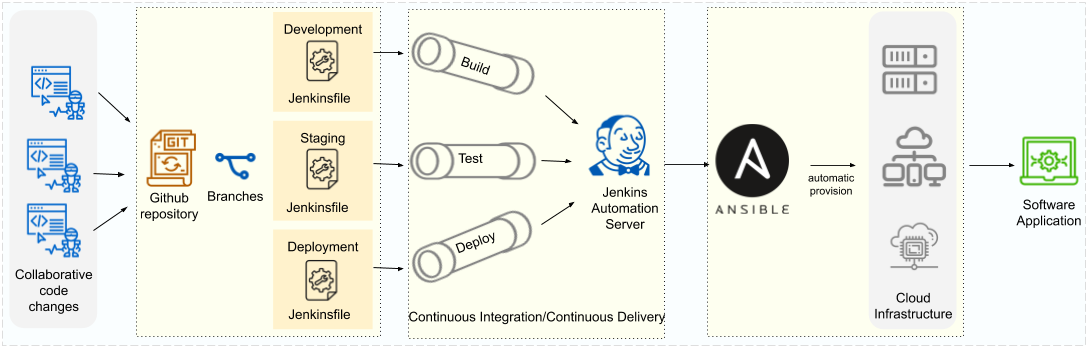 Collaborative
code
changes
GIT
Github
repository
Branches
Development
Jenkinsfile
Staging
Jenkinsfile
Deployment
Jenkinsfile
Build
Test
Deploy
Continuous Integration/Continuous Delivery
Jenkins
Automation
Server
ANSIBLE
automatic
provision
Cloud
Infrastructure
Software
Application